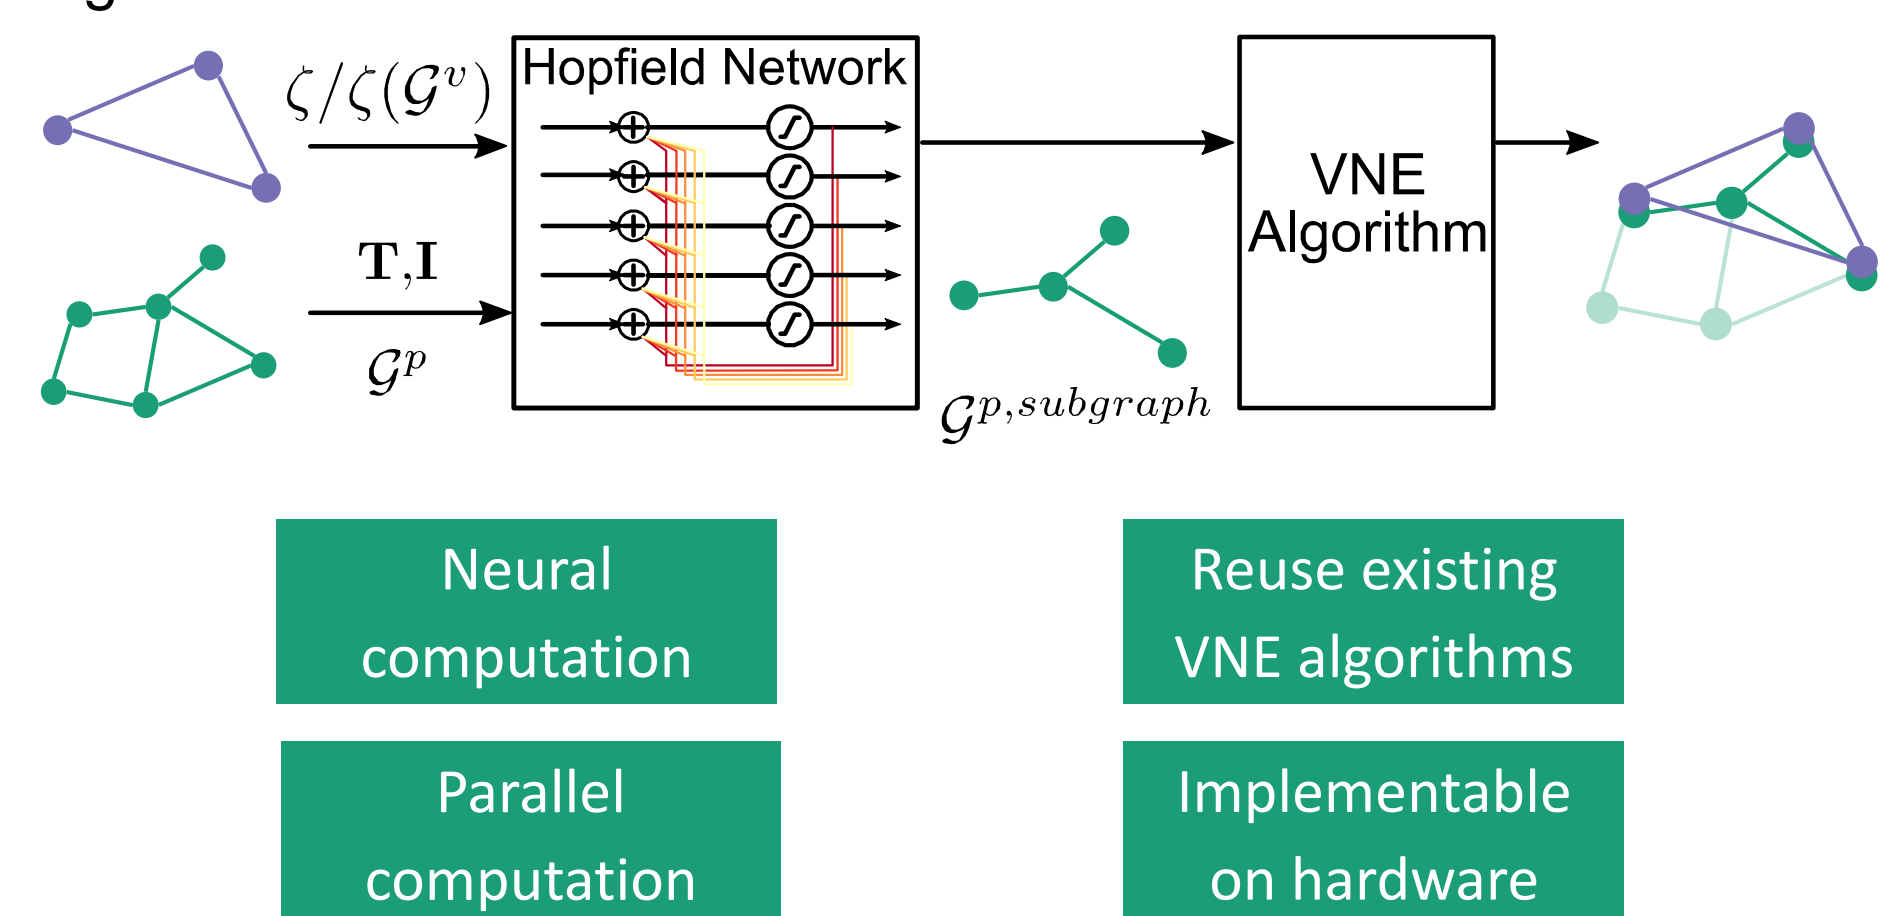 ζ/ζ(𝒢^v)
Hopfield Network
T,I
𝒢^p
𝒢^{p,subgraph}
VNE
Algorithm
Neural
computation
Reuse existing
VNE algorithms
Parallel
computation
Implementable
on hardware